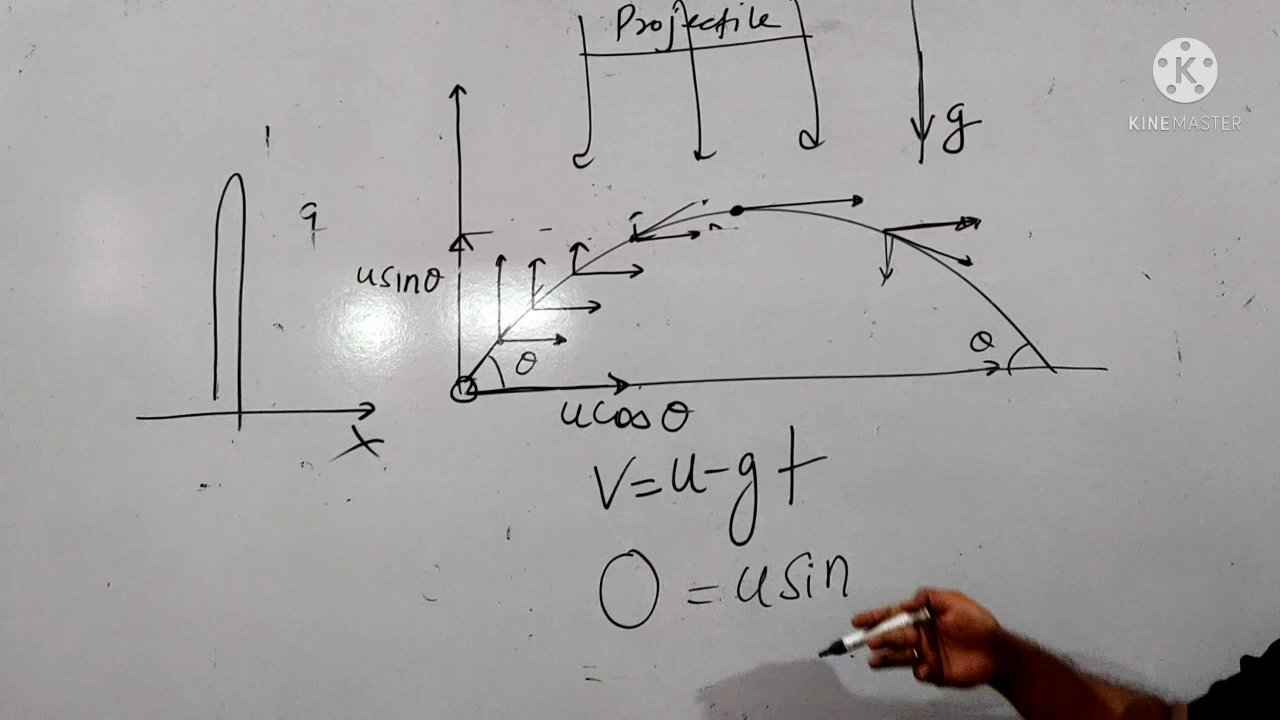 Projectile
g
KINEMASTER
usinθ
θ
θ
ucosθ
X
V=u-gt
0 = usin